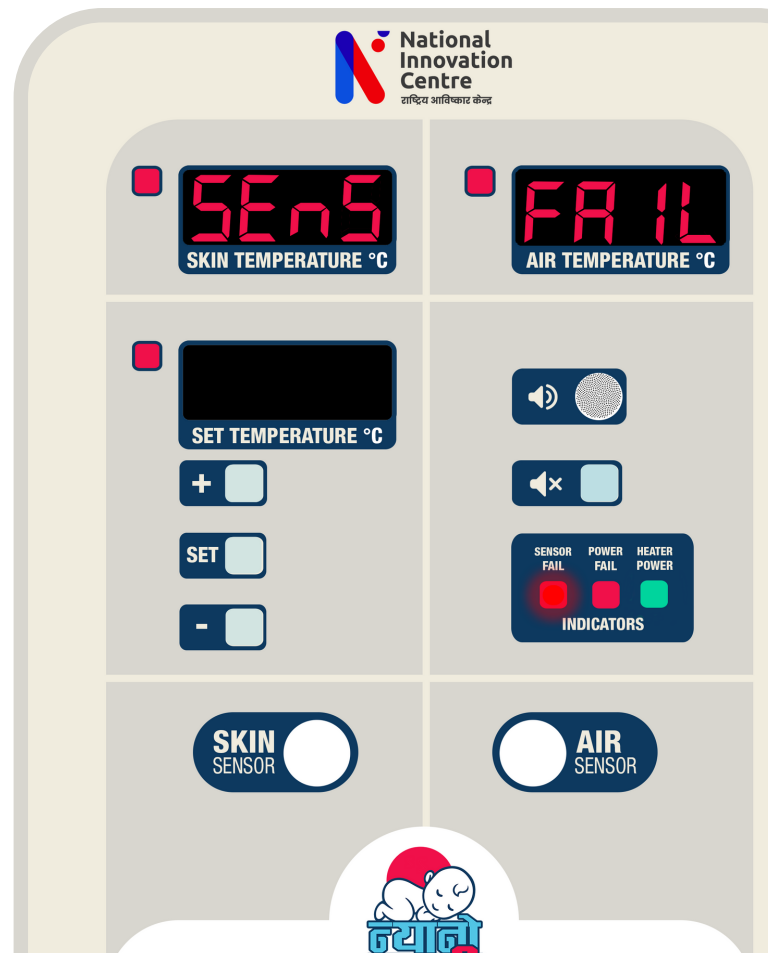 National
Innovation
Centre
राष्ट्रिय आविष्कार केन्द्र
SEnS
SKIN TEMPERATURE °C
FAIL
AIR TEMPERATURE °C
SET TEMPERATURE °C
+
SET
-
SENSOR FAIL
POWER FAIL
HEATER POWER
INDICATORS
SKIN
SENSOR
AIR
SENSOR
न्यानो